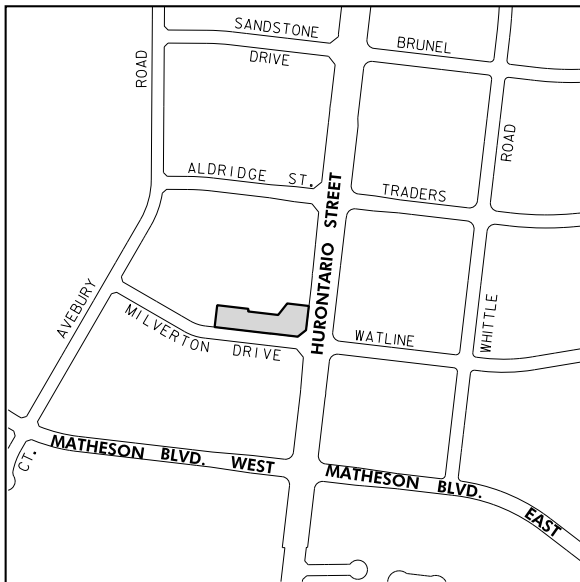 SANDSTONE
DRIVE
BRUNEL
ROAD
ROAD
ALDRIDGE ST.
TRADERS
HURONTARIO STREET
AVEBURY
MILVERTON DRIVE
WATLINE
WHITTLE
MATHESON BLVD. WEST
MATHESON BLVD. EAST
CT.